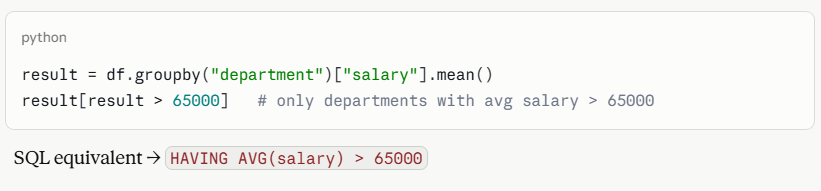 python
result = df.groupby("department")["salary"].mean()
result[result > 65000]   # only departments with avg salary > 65000
SQL equivalent → HAVING AVG(salary) > 65000